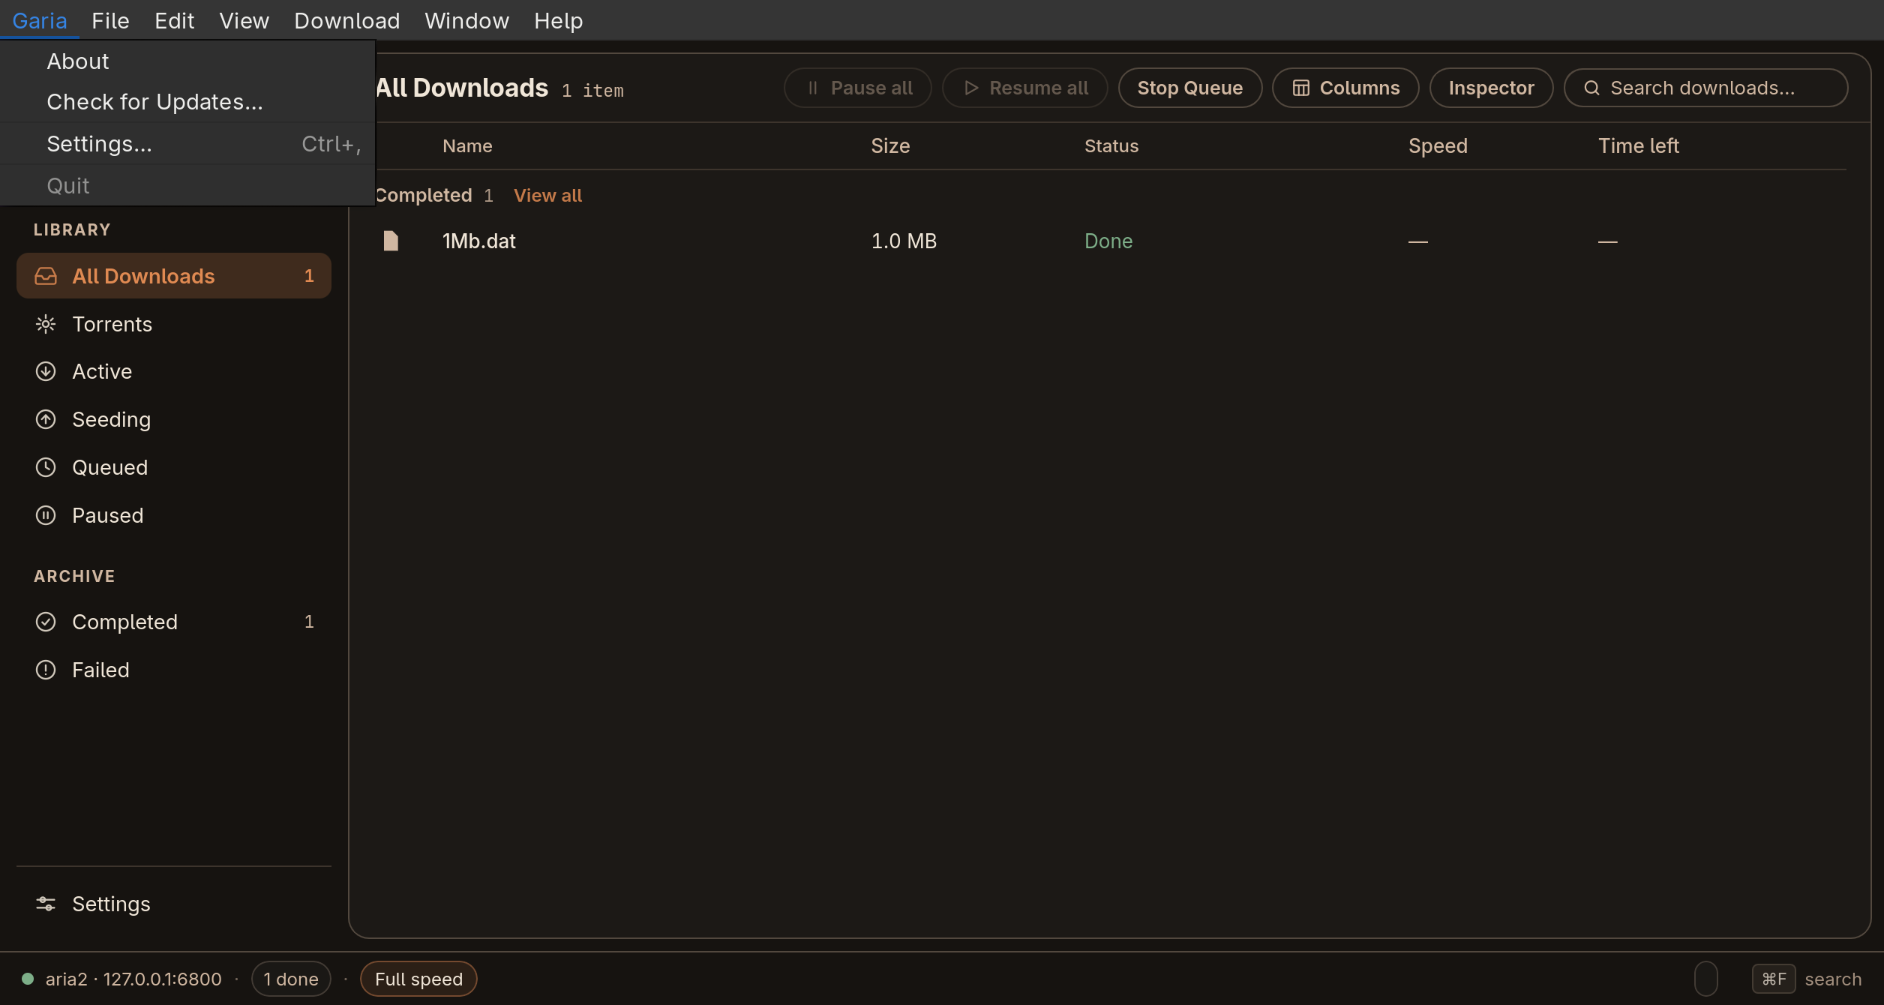 Garia File Edit View Download Window Help
About
Check for Updates...
Settings... Ctrl+,
Quit
All Downloads 1 item Pause all Resume all Stop Queue Columns Inspector Search downloads...
Name Size Status Speed Time left
Completed 1 View all
1Mb.dat 1.0 MB Done — —
LIBRARY
All Downloads 1
Torrents
Active
Seeding
Queued
Paused
ARCHIVE
Completed 1
Failed
Settings
aria2 · 127.0.0.1:6800 · 1 done · Full speed ⌘F search